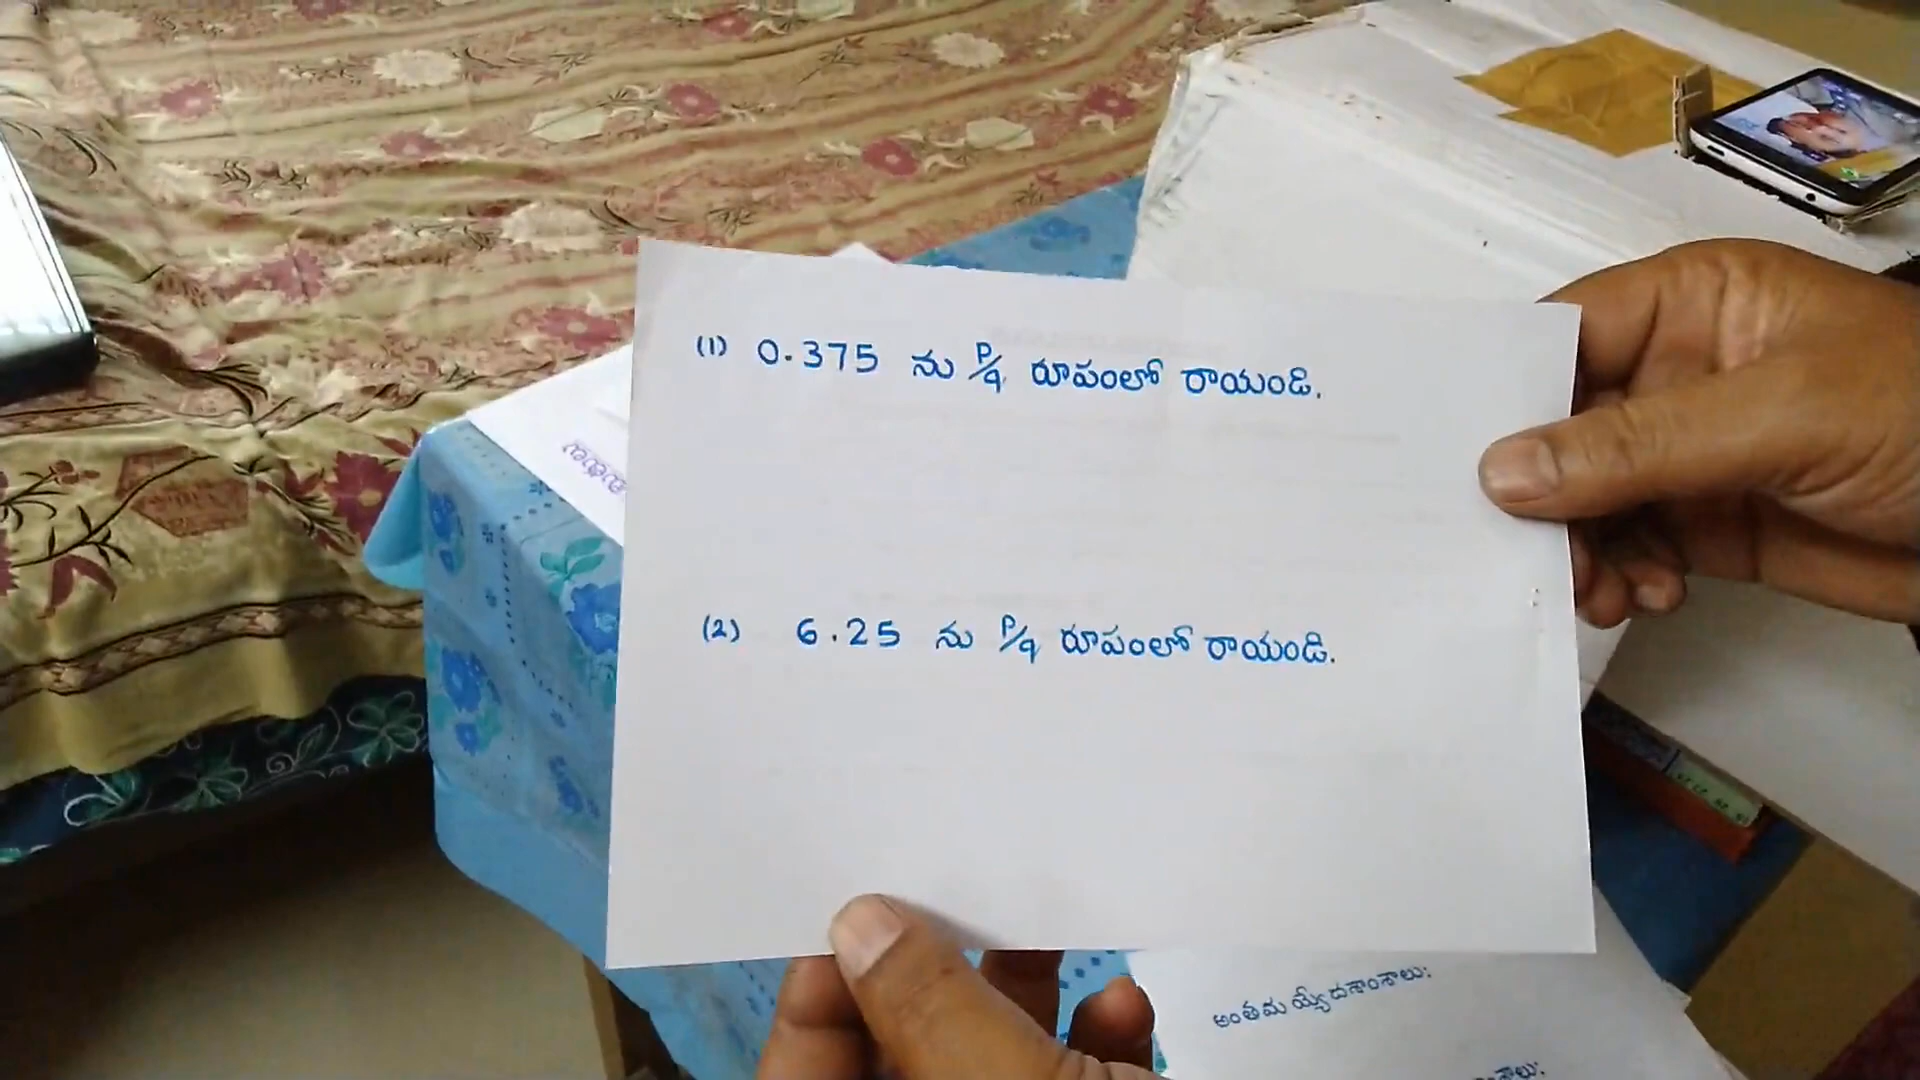 (1) 0.375 ను P/q రూపంలో రాయండి.
(2) 6.25 ను P/q రూపంలో రాయండి.
అంతమయ్యే దశాంశాలు: